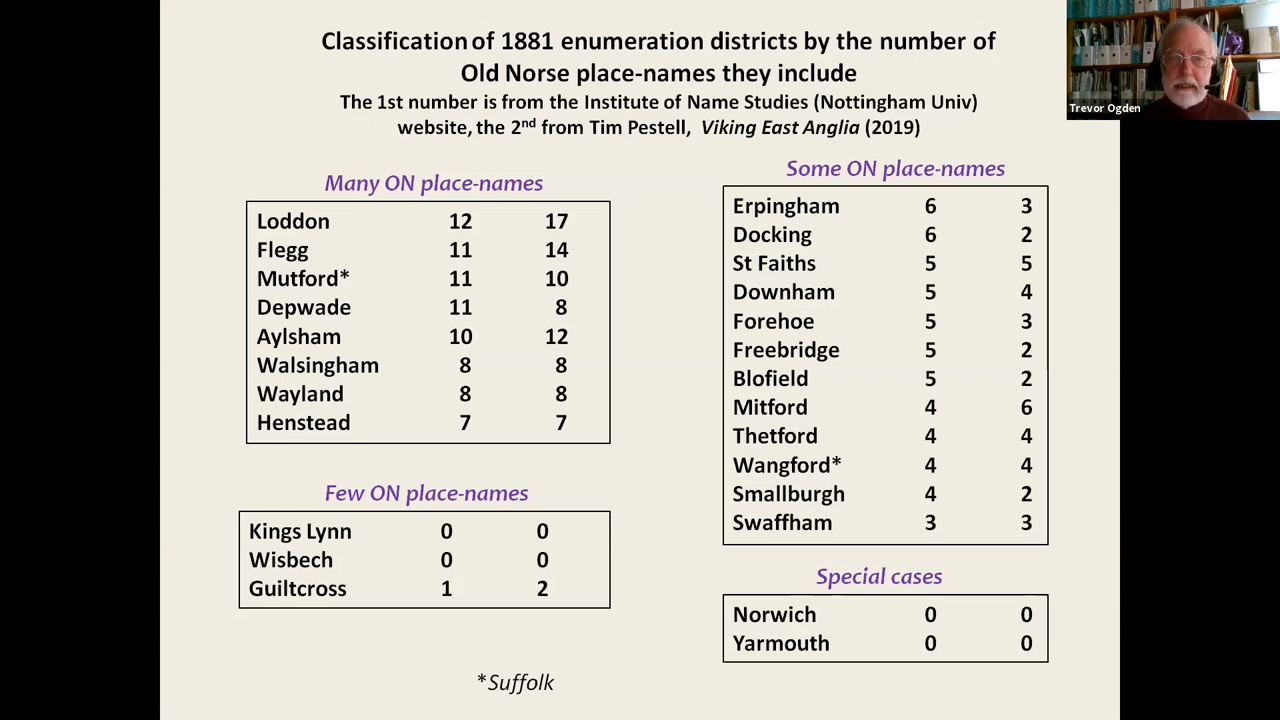 Classification of 1881 enumeration districts by the number of
Old Norse place-names they include
The 1st number is from the Institute of Name Studies (Nottingham Univ)
website, the 2nd from Tim Pestell, Viking East Anglia (2019)
Trevor Ogden
Many ON place-names
Loddon 12 17
Flegg 11 14
Mutford* 11 10
Depwade 11 8
Aylsham 10 12
Walsingham 8 8
Wayland 8 8
Henstead 7 7
Few ON place-names
Kings Lynn 0 0
Wisbech 0 0
Guiltcross 1 2
Some ON place-names
Erpingham 6 3
Docking 6 2
St Faiths 5 5
Downham 5 4
Forehoe 5 3
Freebridge 5 2
Blofield 5 2
Mitford 4 6
Thetford 4 4
Wangford* 4 4
Smallburgh 4 2
Swaffham 3 3
Special cases
Norwich 0 0
Yarmouth 0 0
*Suffolk